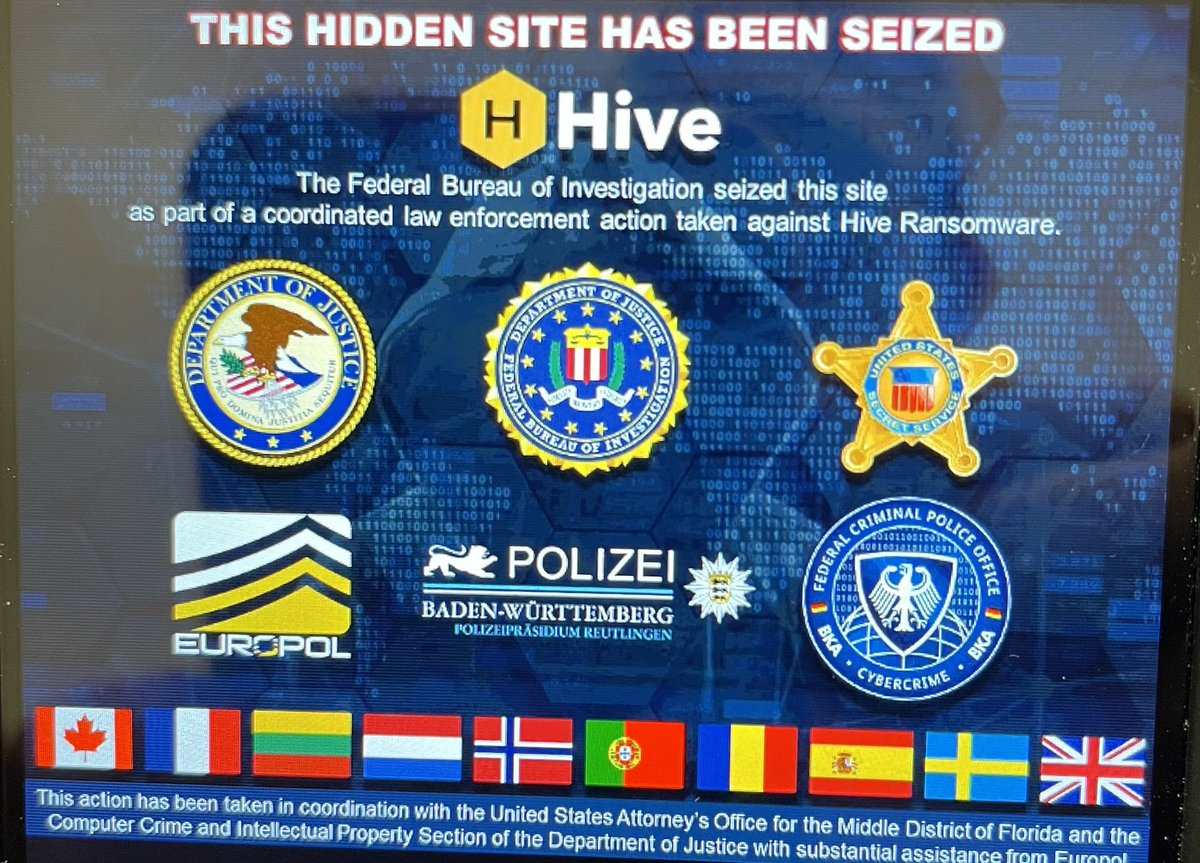 THIS HIDDEN SITE HAS BEEN SEIZED
H Hive
The Federal Bureau of Investigation seized this site
as part of a coordinated law enforcement action taken against Hive Ransomware.
DEPARTMENT OF JUSTICE
QUI PRO DOMINA JUSTITIA SEQUITUR
DEPARTMENT OF JUSTICE
FEDERAL BUREAU OF INVESTIGATION
UNITED STATES
SECRET SERVICE
EUROPOL
POLIZEI
BADEN-WÜRTTEMBERG
POLIZEIPRÄSIDIUM REUTLINGEN
FEDERAL CRIMINAL POLICE OFFICE
BKA · CYBERCRIME · BKA
This action has been taken in coordination with the United States Attorney's Office for the Middle District of Florida and the
Computer Crime and Intellectual Property Section of the Department of Justice with substantial assistance from Europol